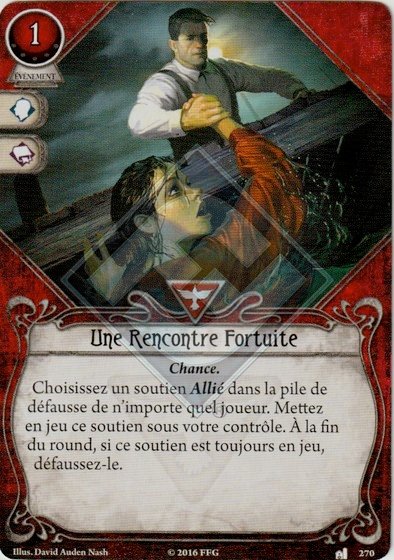 1
ÉVÉNEMENT
Une Rencontre Fortuite
Chance.
Choisissez un soutien Allié dans la pile de
défausse de n'importe quel joueur. Mettez
en jeu ce soutien sous votre contrôle. À la fin
du round, si ce soutien est toujours en jeu,
défaussez-le.
Illus. David Auden Nash © 2016 FFG 270